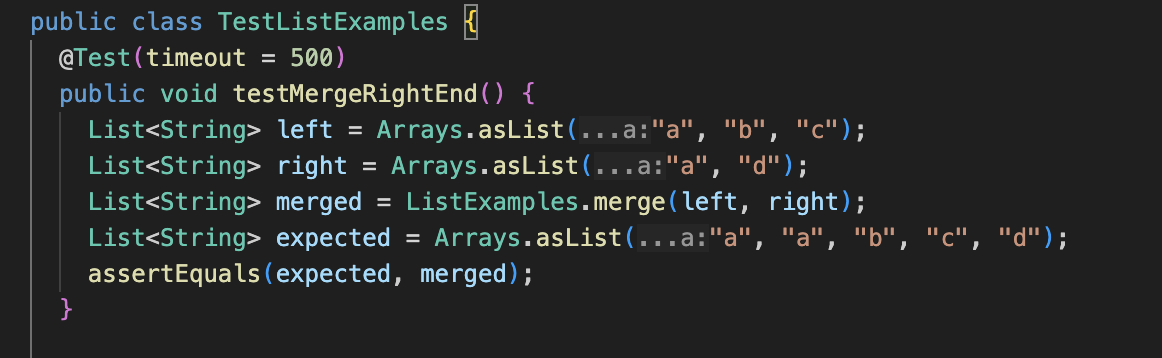 public class TestListExamples {
@Test(timeout = 500)
public void testMergeRightEnd() {
List<String> left = Arrays.asList(...a:"a", "b", "c");
List<String> right = Arrays.asList(...a:"a", "d");
List<String> merged = ListExamples.merge(left, right);
List<String> expected = Arrays.asList(...a:"a", "a", "b", "c", "d");
assertEquals(expected, merged);
}